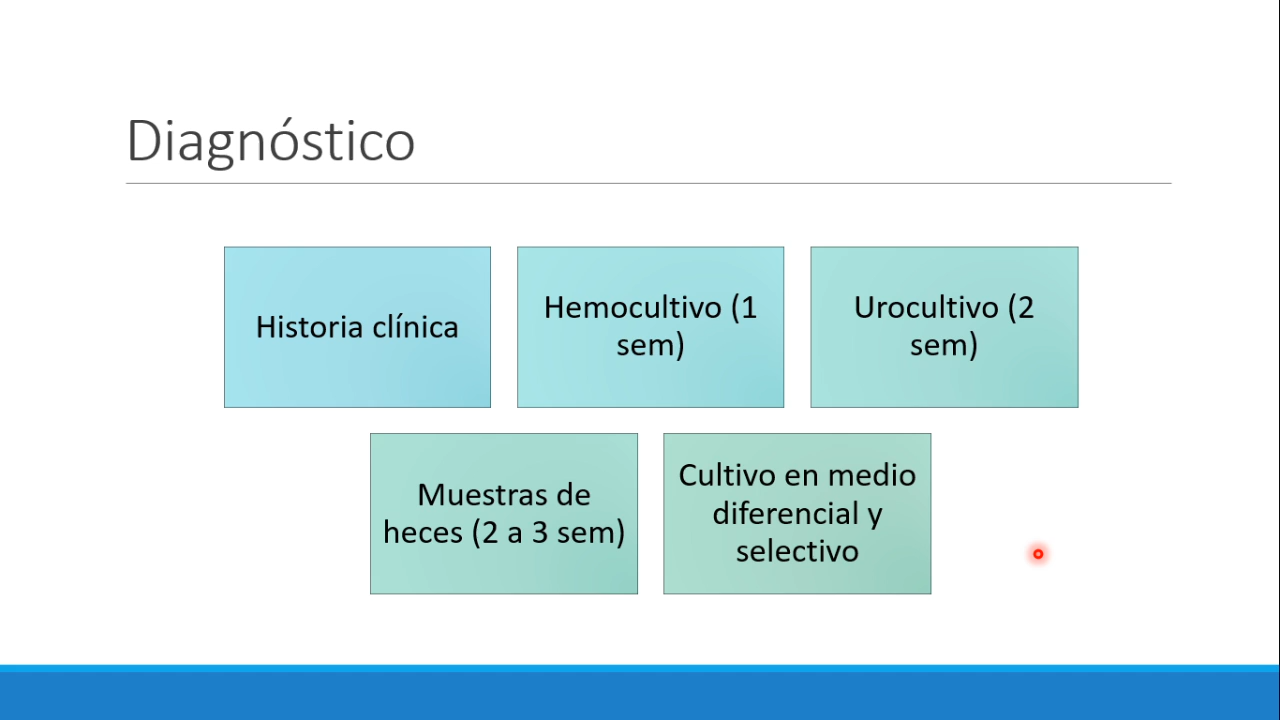 Diagnóstico
Historia clínica
Hemocultivo (1
sem)
Urocultivo (2
sem)
Muestras de
heces (2 a 3 sem)
Cultivo en medio
diferencial y
selectivo